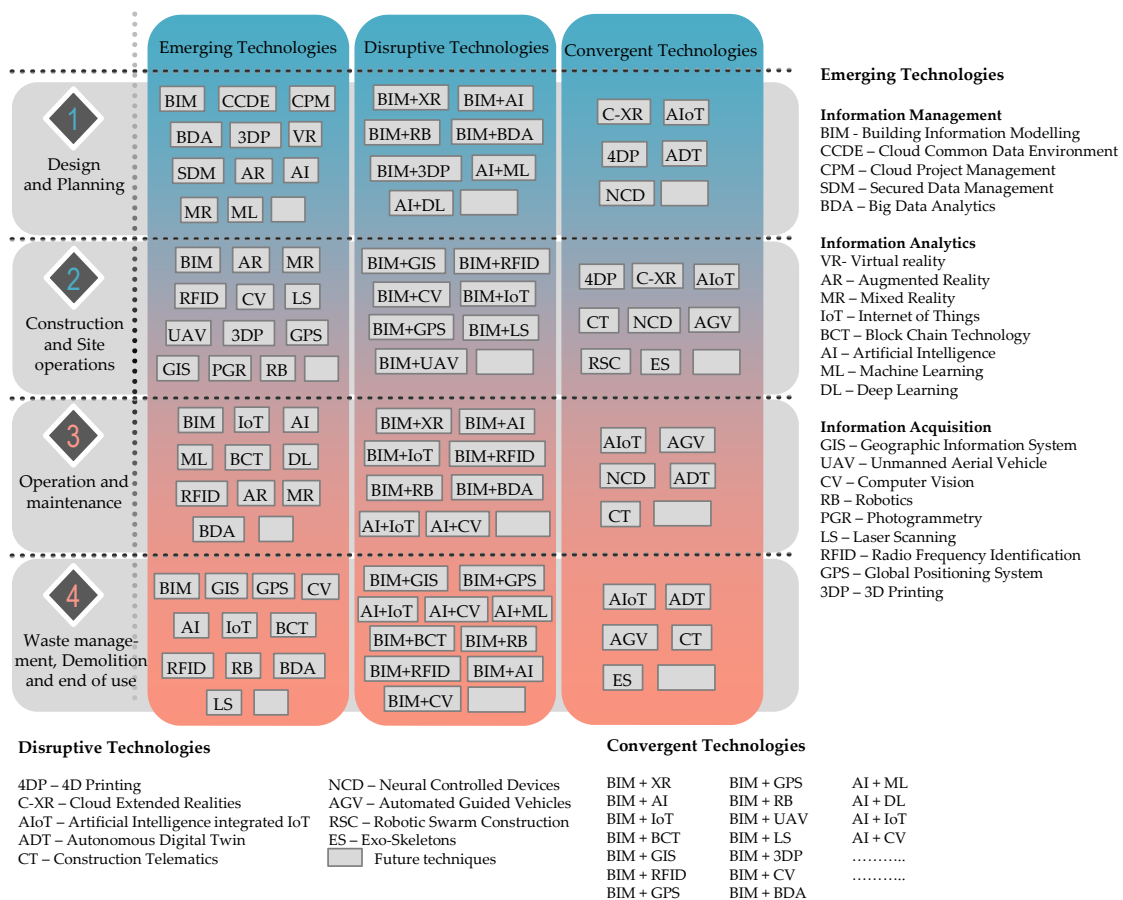 Emerging Technologies
Disruptive Technologies
Convergent Technologies
1
Design
and Planning
BIM CCDE CPM
BDA 3DP VR
SDM AR AI
MR ML
BIM+XR BIM+AI
BIM+RB BIM+BDA
BIM+3DP AI+ML
AI+DL
C-XR AIoT
4DP ADT
NCD
2
Construction
and Site
operations
BIM AR MR
RFID CV LS
UAV 3DP GPS
GIS PGR RB
BIM+GIS BIM+RFID
BIM+CV BIM+IoT
BIM+GPS BIM+LS
BIM+UAV
4DP C-XR AIoT
CT NCD AGV
RSC ES
3
Operation and
maintenance
BIM IoT AI
ML BCT DL
RFID AR MR
BDA
BIM+XR BIM+AI
BIM+IoT BIM+RFID
BIM+RB BIM+BDA
AI+IoT AI+CV
AIoT AGV
NCD ADT
CT
4
Waste manage-
ment, Demolition
and end of use
BIM GIS GPS CV
AI IoT BCT
RFID RB BDA
LS
BIM+GIS BIM+GPS
AI+IoT AI+CV AI+ML
BIM+BCT BIM+RB
BIM+RFID BIM+AI
BIM+CV
AIoT ADT
AGV CT
ES
Emerging Technologies
Information Management
BIM - Building Information Modelling
CCDE – Cloud Common Data Environment
CPM – Cloud Project Management
SDM – Secured Data Management
BDA – Big Data Analytics
Information Analytics
VR- Virtual reality
AR – Augmented Reality
MR – Mixed Reality
IoT – Internet of Things
BCT – Block Chain Technology
AI – Artificial Intelligence
ML – Machine Learning
DL – Deep Learning
Information Acquisition
GIS – Geographic Information System
UAV – Unmanned Aerial Vehicle
CV – Computer Vision
RB – Robotics
PGR – Photogrammetry
LS – Laser Scanning
RFID – Radio Frequency Identification
GPS – Global Positioning System
3DP – 3D Printing
Disruptive Technologies
4DP – 4D Printing
C-XR – Cloud Extended Realities
AIoT – Artificial Intelligence integrated IoT
ADT – Autonomous Digital Twin
CT – Construction Telematics
NCD – Neural Controlled Devices
AGV – Automated Guided Vehicles
RSC – Robotic Swarm Construction
ES – Exo-Skeletons
Future techniques
Convergent Technologies
BIM + XR
BIM + AI
BIM + IoT
BIM + BCT
BIM + GIS
BIM + RFID
BIM + GPS
BIM + GPS
BIM + RB
BIM + UAV
BIM + LS
BIM + 3DP
BIM + CV
BIM + BDA
AI + ML
AI + DL
AI + IoT
AI + CV
………..
………..